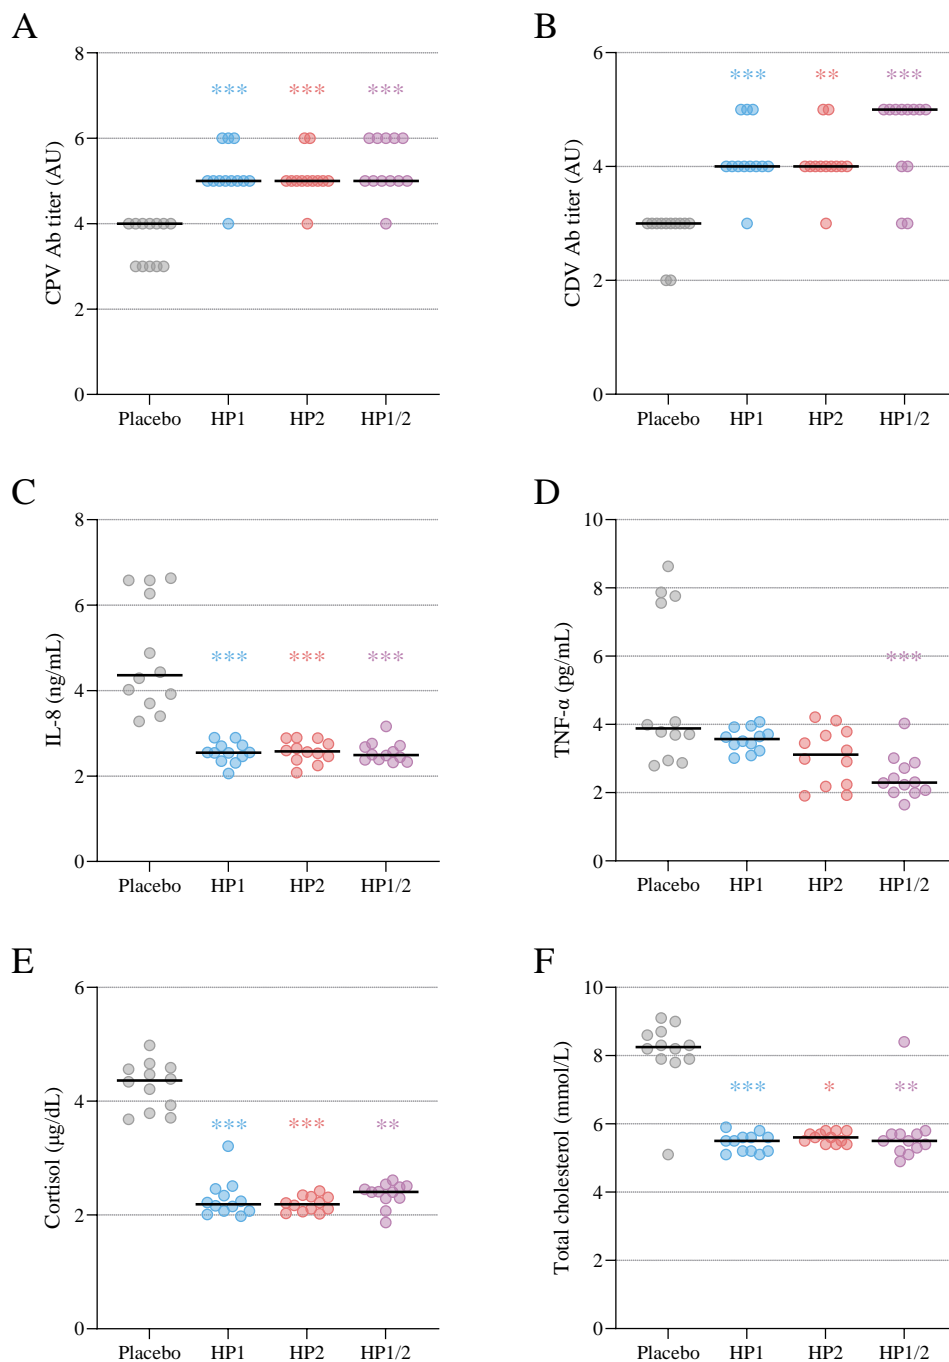 A
CPV Ab titer (AU)
8
6
4
2
0
*** *** ***
Placebo HP1 HP2 HP1/2
B
CDV Ab titer (AU)
6
4
2
0
*** ** ***
Placebo HP1 HP2 HP1/2
C
IL-8 (ng/mL)
8
6
4
2
0
*** *** ***
Placebo HP1 HP2 HP1/2
D
TNF-α (pg/mL)
10
8
6
4
2
0
***
Placebo HP1 HP2 HP1/2
E
Cortisol (μg/dL)
6
4
2
0
*** *** **
Placebo HP1 HP2 HP1/2
F
Total cholesterol (mmol/L)
10
8
6
4
2
0
*** * **
Placebo HP1 HP2 HP1/2